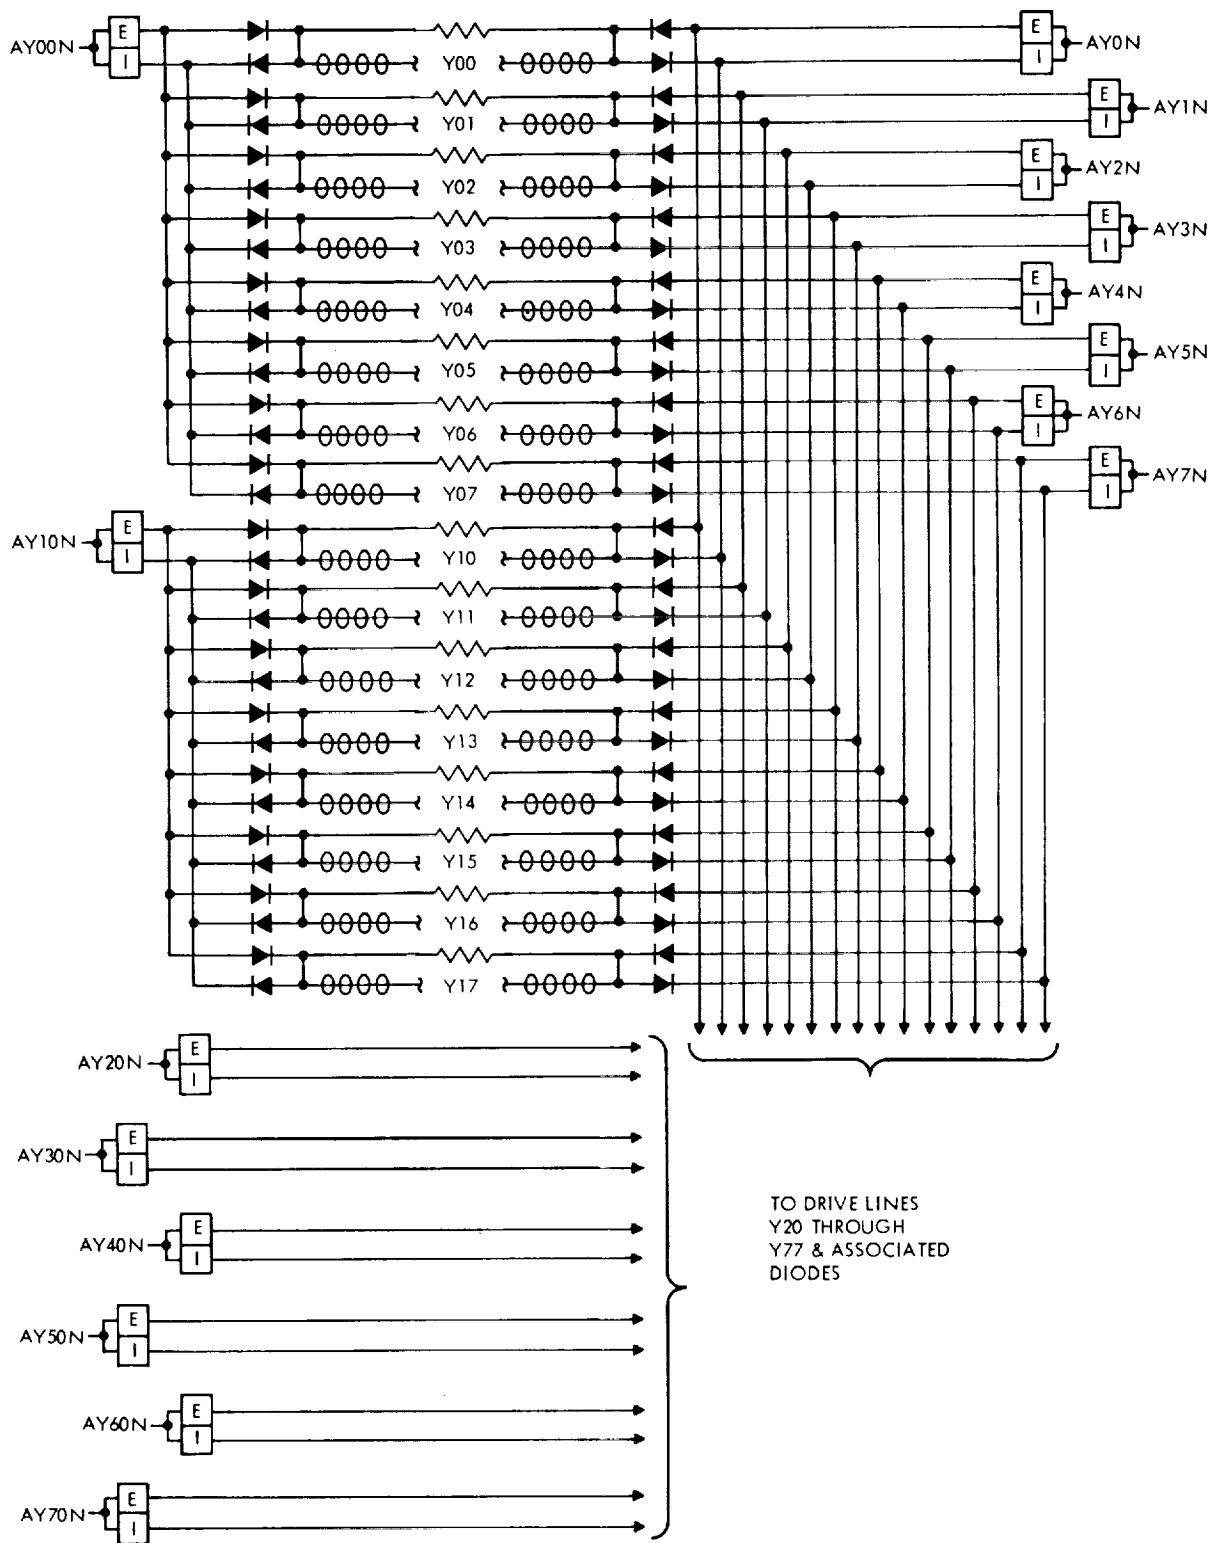 AY00N E I Y00 E I AY0N
Y01 E I AY1N
Y02 E I AY2N
Y03 E I AY3N
Y04 E I AY4N
Y05 E I AY5N
Y06 E I AY6N
Y07 E I AY7N
AY10N E I Y10
Y11
Y12
Y13
Y14
Y15
Y16
Y17
AY20N E I
AY30N E I
AY40N E I
AY50N E I
AY60N E I
AY70N E I
TO DRIVE LINES
Y20 THROUGH
Y77 & ASSOCIATED
DIODES